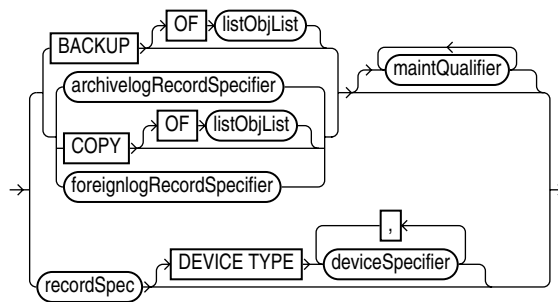 OF listObjList
BACKUP
maintQualifier
archivelogRecordSpecifier
OF listObjList
COPY
foreignlogRecordSpecifier
,
DEVICE TYPE deviceSpecifier
recordSpec